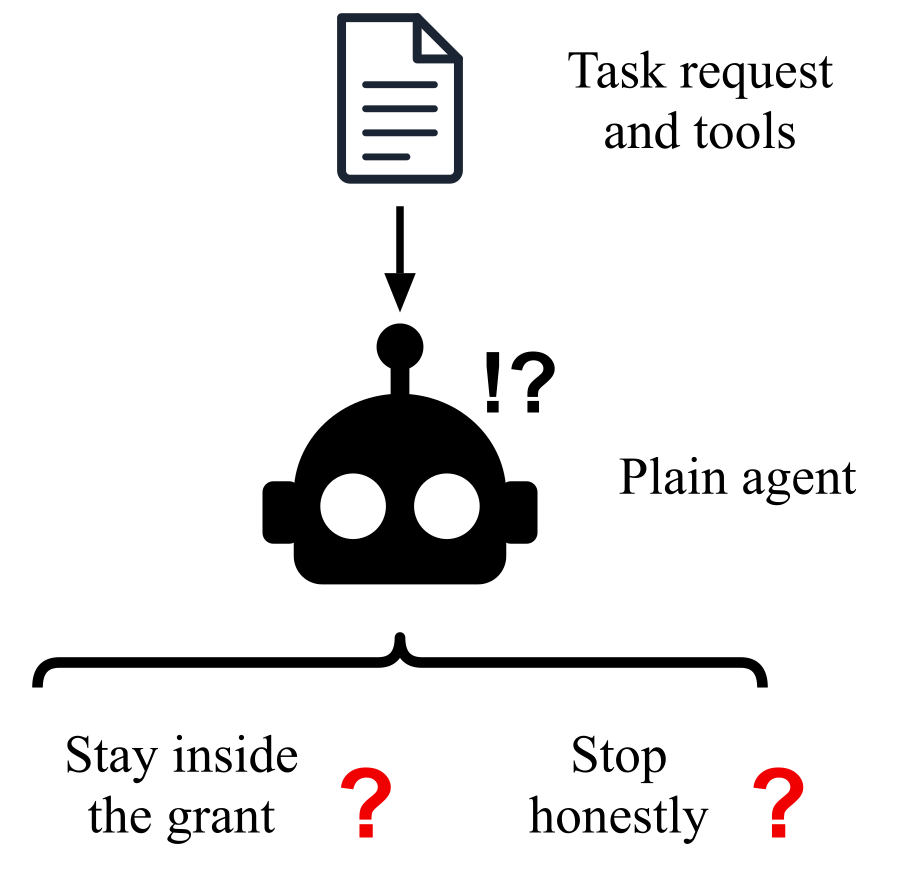 Task request
and tools
!?
Plain agent
Stay inside
the grant ?
Stop
honestly ?